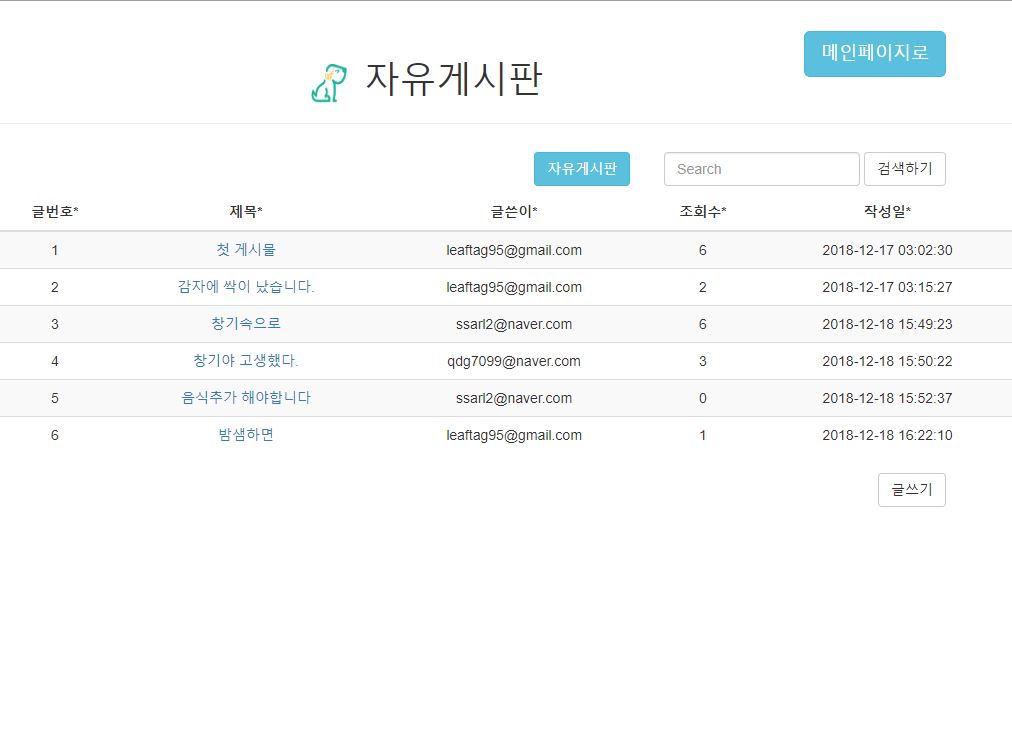 메인페이지로
자유게시판
자유게시판 Search 검색하기
글번호* 제목* 글쓴이* 조회수* 작성일*
1 첫 게시물 leaftag95@gmail.com 6 2018-12-17 03:02:30
2 감자에 싹이 났습니다. leaftag95@gmail.com 2 2018-12-17 03:15:27
3 창기속으로 ssarl2@naver.com 6 2018-12-18 15:49:23
4 창기야 고생했다. qdg7099@naver.com 3 2018-12-18 15:50:22
5 음식추가 해야합니다 ssarl2@naver.com 0 2018-12-18 15:52:37
6 밤샘하면 leaftag95@gmail.com 1 2018-12-18 16:22:10
글쓰기